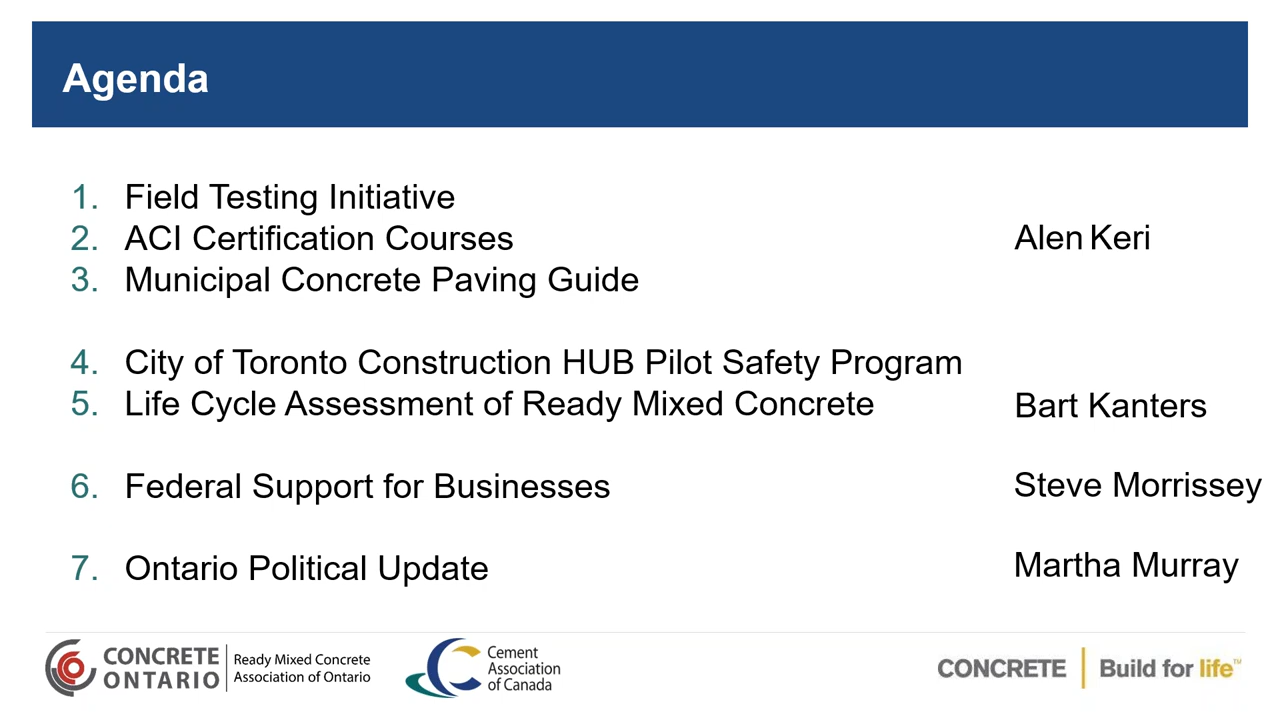 Agenda
1. Field Testing Initiative
2. ACI Certification Courses
Alen Keri
3. Municipal Concrete Paving Guide
4. City of Toronto Construction HUB Pilot Safety Program
5. Life Cycle Assessment of Ready Mixed Concrete
Bart Kanters
6. Federal Support for Businesses
Steve Morrissey
7. Ontario Political Update
Martha Murray
CONCRETE
ONTARIO
Ready Mixed Concrete
Association of Ontario
Cement
Association
of Canada
CONCRETE Build for life™